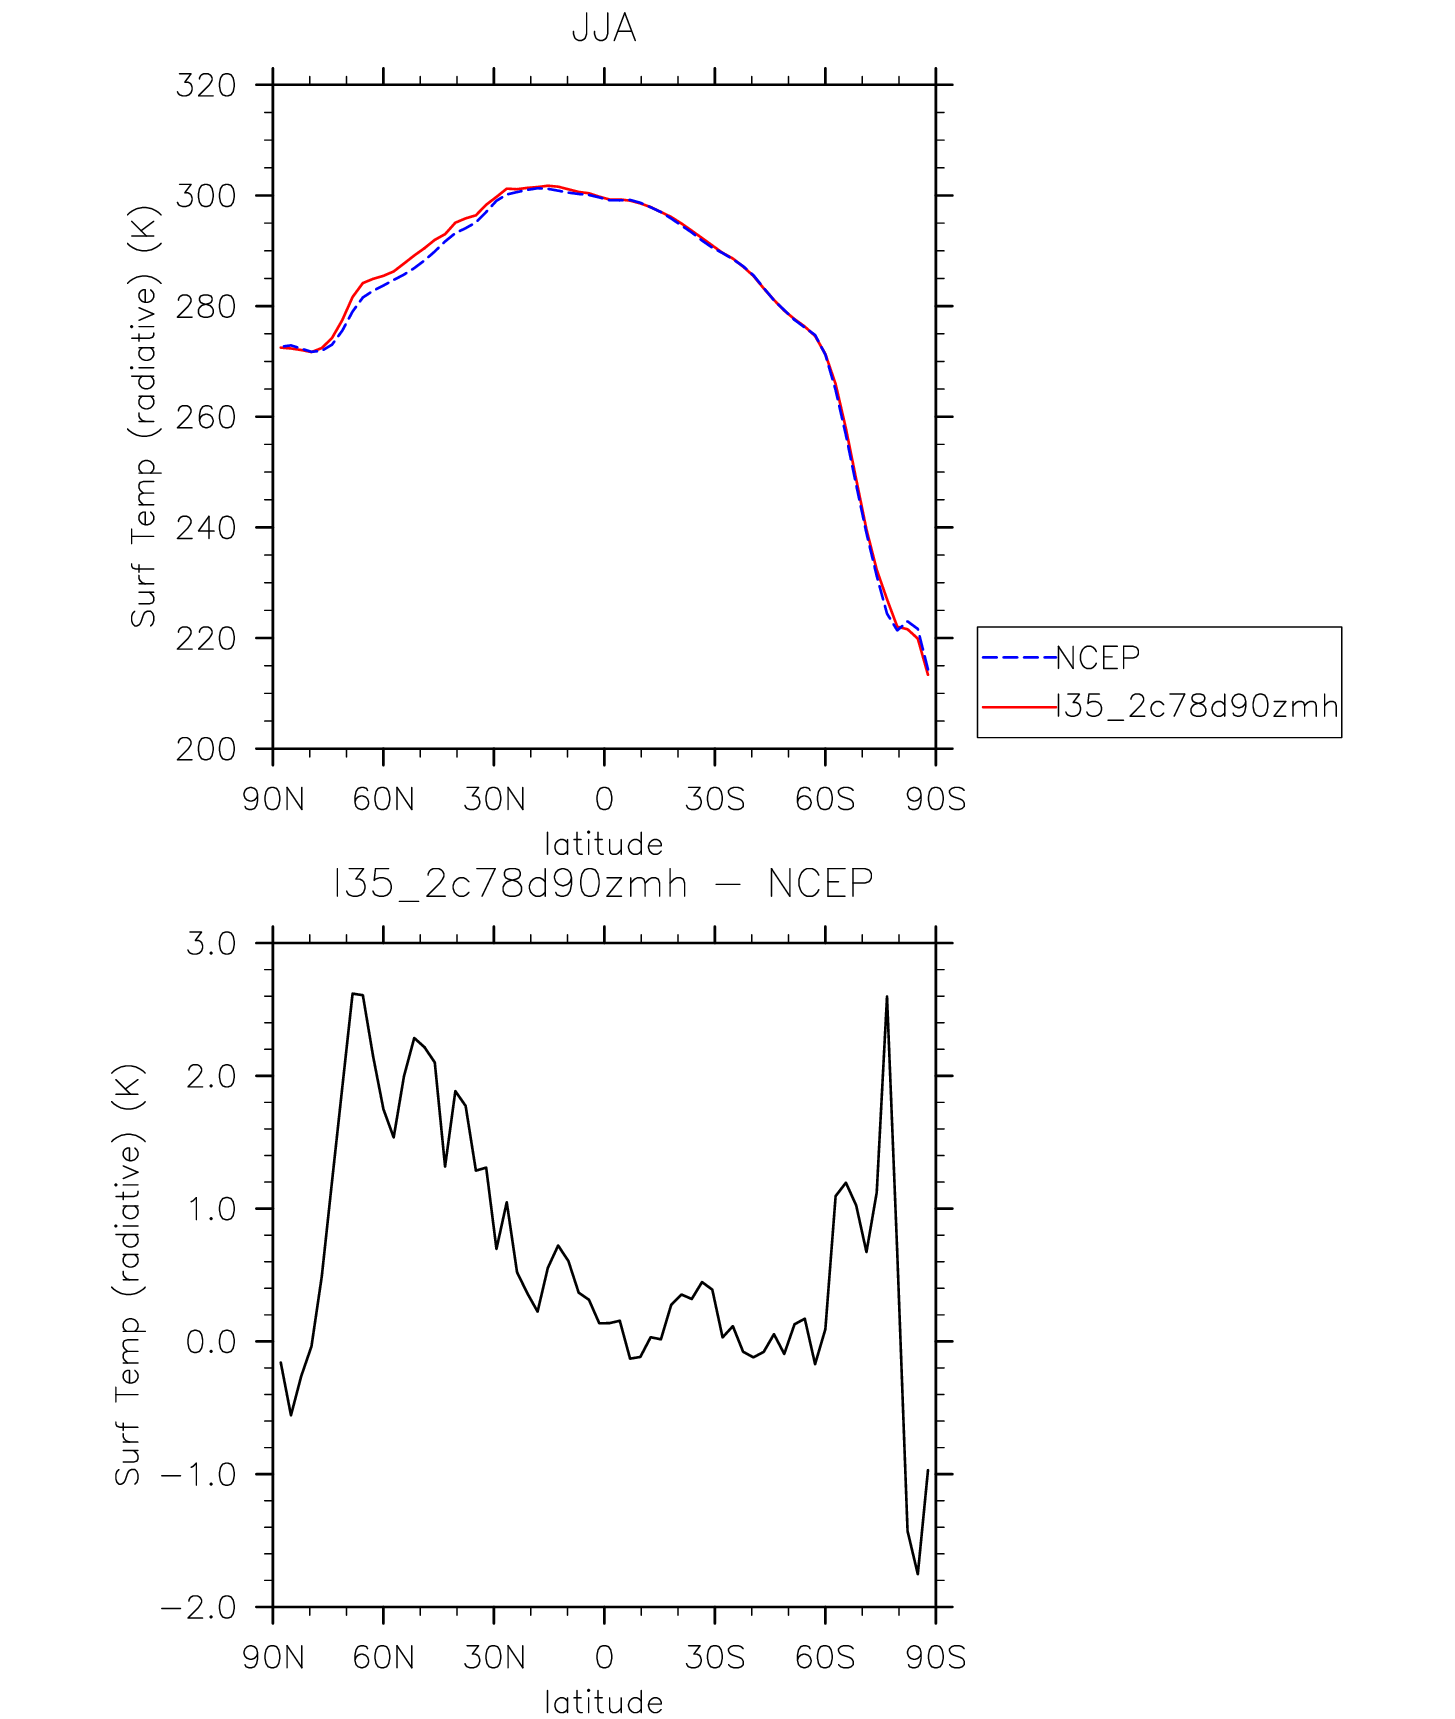 JJA
320
300
280
260
240
220
200
Surf Temp (radiative) (K)
90N 60N 30N 0 30S 60S 90S
latitude
NCEP
I35_2c78d90zmh
I35_2c78d90zmh - NCEP
3.0
2.0
1.0
0.0
-1.0
-2.0
Surf Temp (radiative) (K)
90N 60N 30N 0 30S 60S 90S
latitude